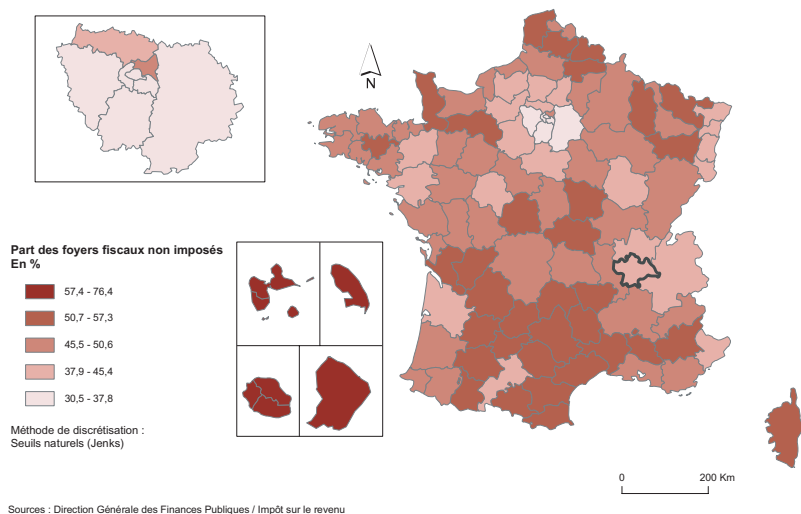 N
Part des foyers fiscaux non imposés
En %
57,4 - 76,4
50,7 - 57,3
45,5 - 50,6
37,9 - 45,4
30,5 - 37,8
Méthode de discrétisation :
Seuils naturels (Jenks)
0 200 Km
Sources : Direction Générale des Finances Publiques / Impôt sur le revenu